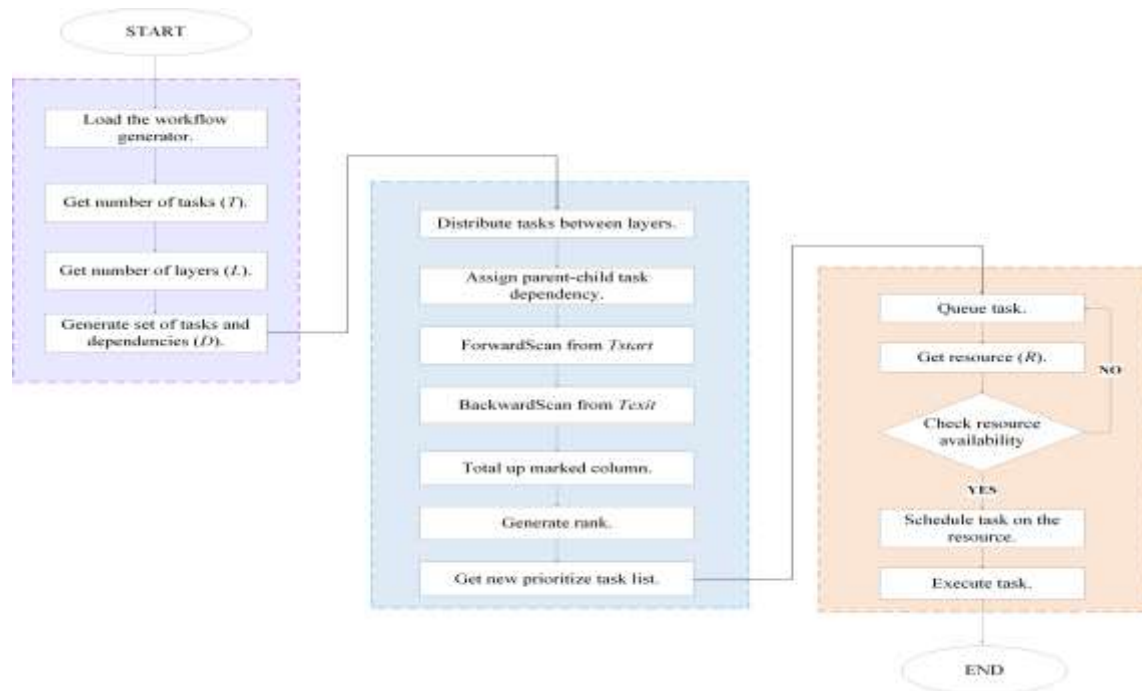 START
Load the workflow
generator.
Get number of tasks (T).
Get number of layers (L).
Generate set of tasks and
dependencies (D).
Distribute tasks between layers.
Assign parent-child task
dependency.
ForwardScan from Tstart
BackwardScan from Texit
Total up marked column.
Generate rank.
Get new prioritize task list.
Queue task.
Get resource (R).
NO
Check resource
availability
YES
Schedule task on the
resource.
Execute task.
END